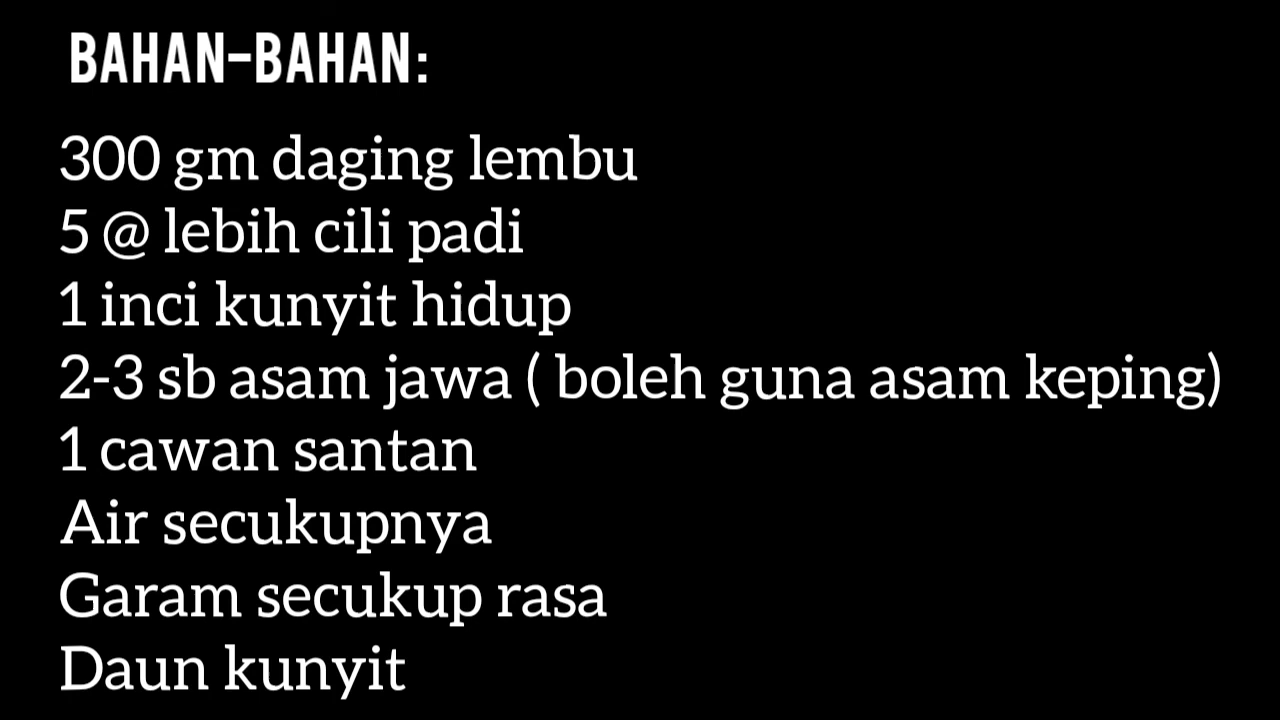 BAHAN-BAHAN:
300 gm daging lembu
5 @ lebih cili padi
1 inci kunyit hidup
2-3 sb asam jawa ( boleh guna asam keping)
1 cawan santan
Air secukupnya
Garam secukup rasa
Daun kunyit